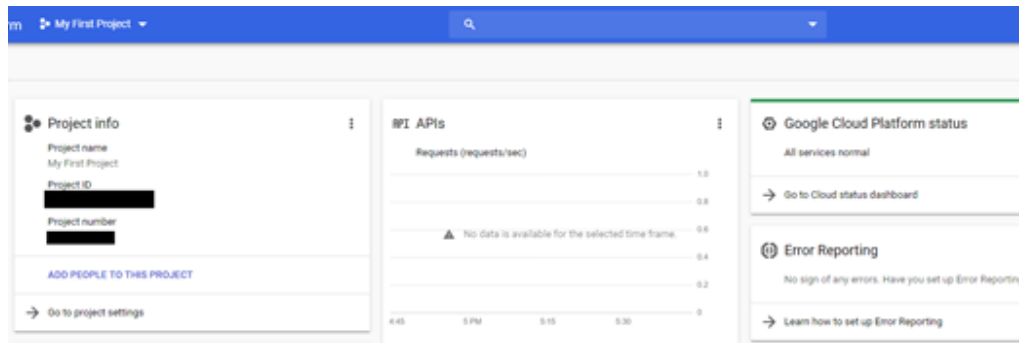 rm My First Project
Project info
Project name
My First Project
Project ID
Project number
ADD PEOPLE TO THIS PROJECT
Go to project settings
API APIs
Requests (requests/sec)
1.0
0.8
0.6
0.4
0.2
0
No data is available for the selected time frame.
4:45 5 PM 5:15 5:30
Google Cloud Platform status
All services normal
Go to Cloud status dashboard
Error Reporting
No sign of any errors. Have you set up Error Reporting
Learn how to set up Error Reporting